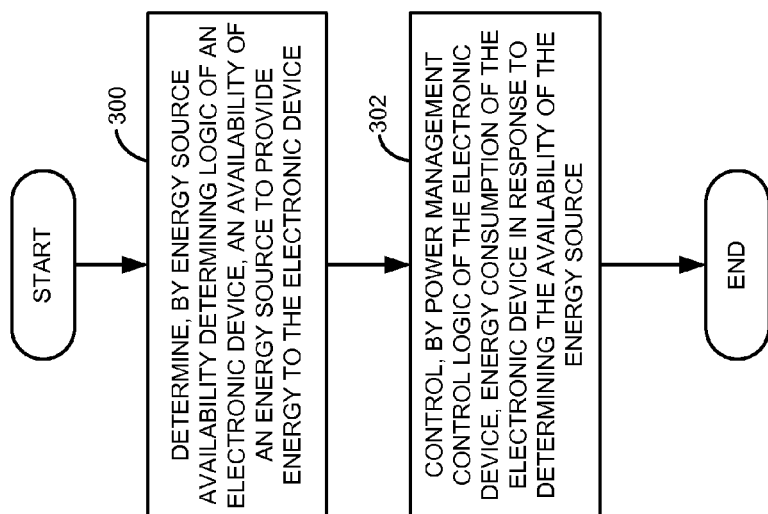 START
300
DETERMINE, BY ENERGY SOURCE
AVAILABILITY DETERMINING LOGIC OF AN
ELECTRONIC DEVICE, AN AVAILABILITY OF
AN ENERGY SOURCE TO PROVIDE
ENERGY TO THE ELECTRONIC DEVICE
302
CONTROL, BY POWER MANAGEMENT
CONTROL LOGIC OF THE ELECTRONIC
DEVICE, ENERGY CONSUMPTION OF THE
ELECTRONIC DEVICE IN RESPONSE TO
DETERMINING THE AVAILABILITY OF THE
ENERGY SOURCE
END